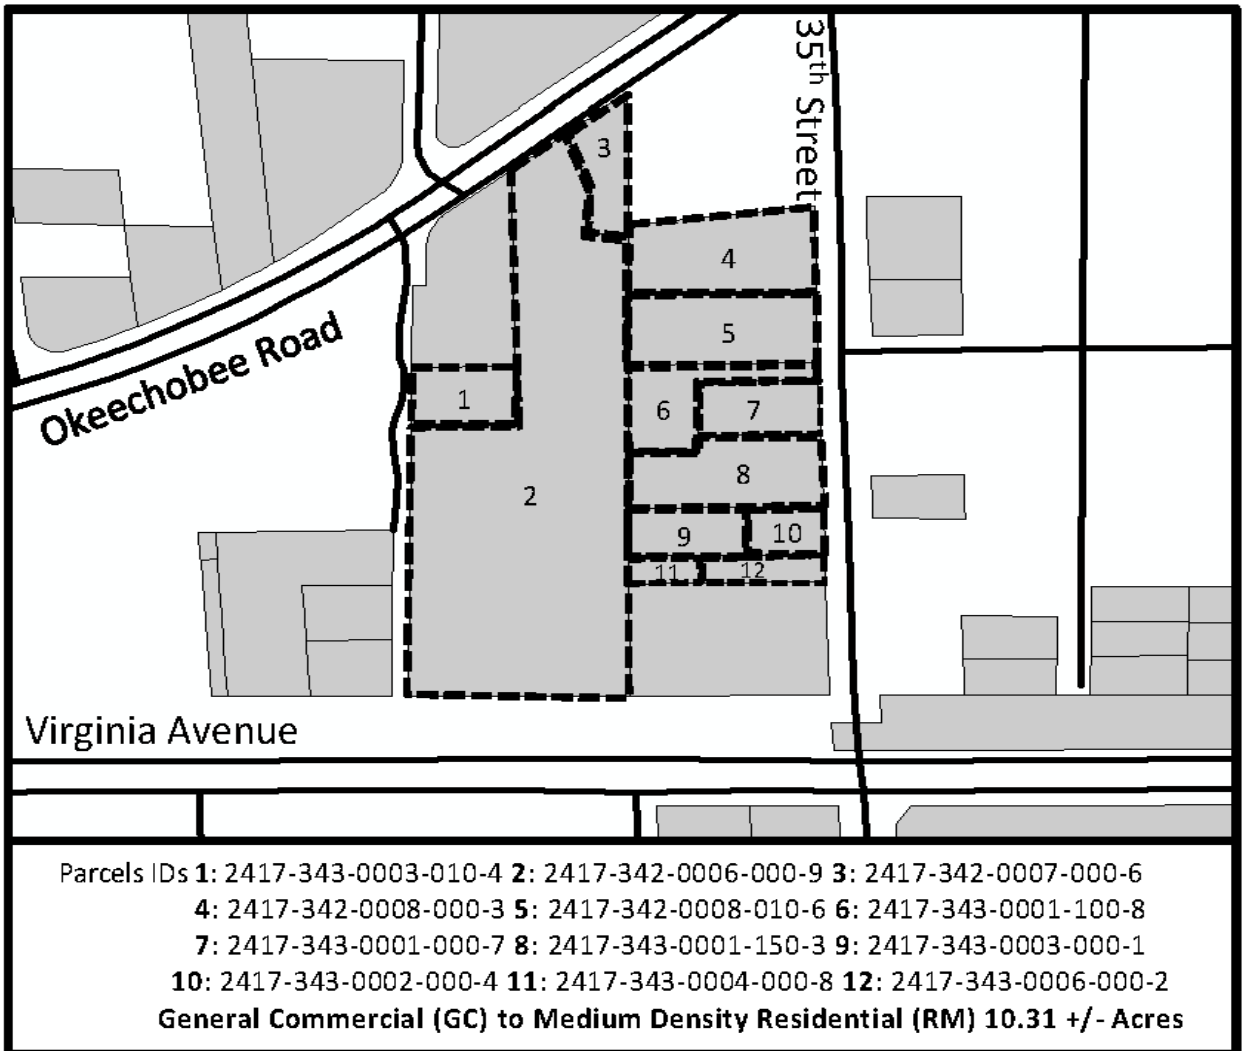 35th Street
3
4
5
Okeechobee Road
1
6
7
8
2
9
10
11
12
Virginia Avenue
Parcels IDs 1: 2417-343-0003-010-4 2: 2417-342-0006-000-9 3: 2417-342-0007-000-6
4: 2417-342-0008-000-3 5: 2417-342-0008-010-6 6: 2417-343-0001-100-8
7: 2417-343-0001-000-7 8: 2417-343-0001-150-3 9: 2417-343-0003-000-1
10: 2417-343-0002-000-4 11: 2417-343-0004-000-8 12: 2417-343-0006-000-2
General Commercial (GC) to Medium Density Residential (RM) 10.31 +/- Acres